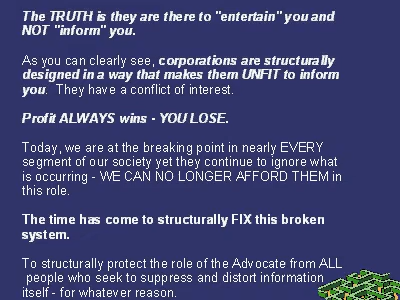 The TRUTH is they are there to "entertain" you and
NOT "inform" you.
As you can clearly see, corporations are structurally
designed in a way that makes them UNFIT to inform
you. They have a conflict of interest.
Profit ALWAYS wins - YOU LOSE.
Today, we are at the breaking point in nearly EVERY
segment of our society yet they continue to ignore what
is occurring - WE CAN NO LONGER AFFORD THEM in
this role.
The time has come to structurally FIX this broken
system.
To structurally protect the role of the Advocate from ALL
people who seek to suppress and distort information
itself - for whatever reason.